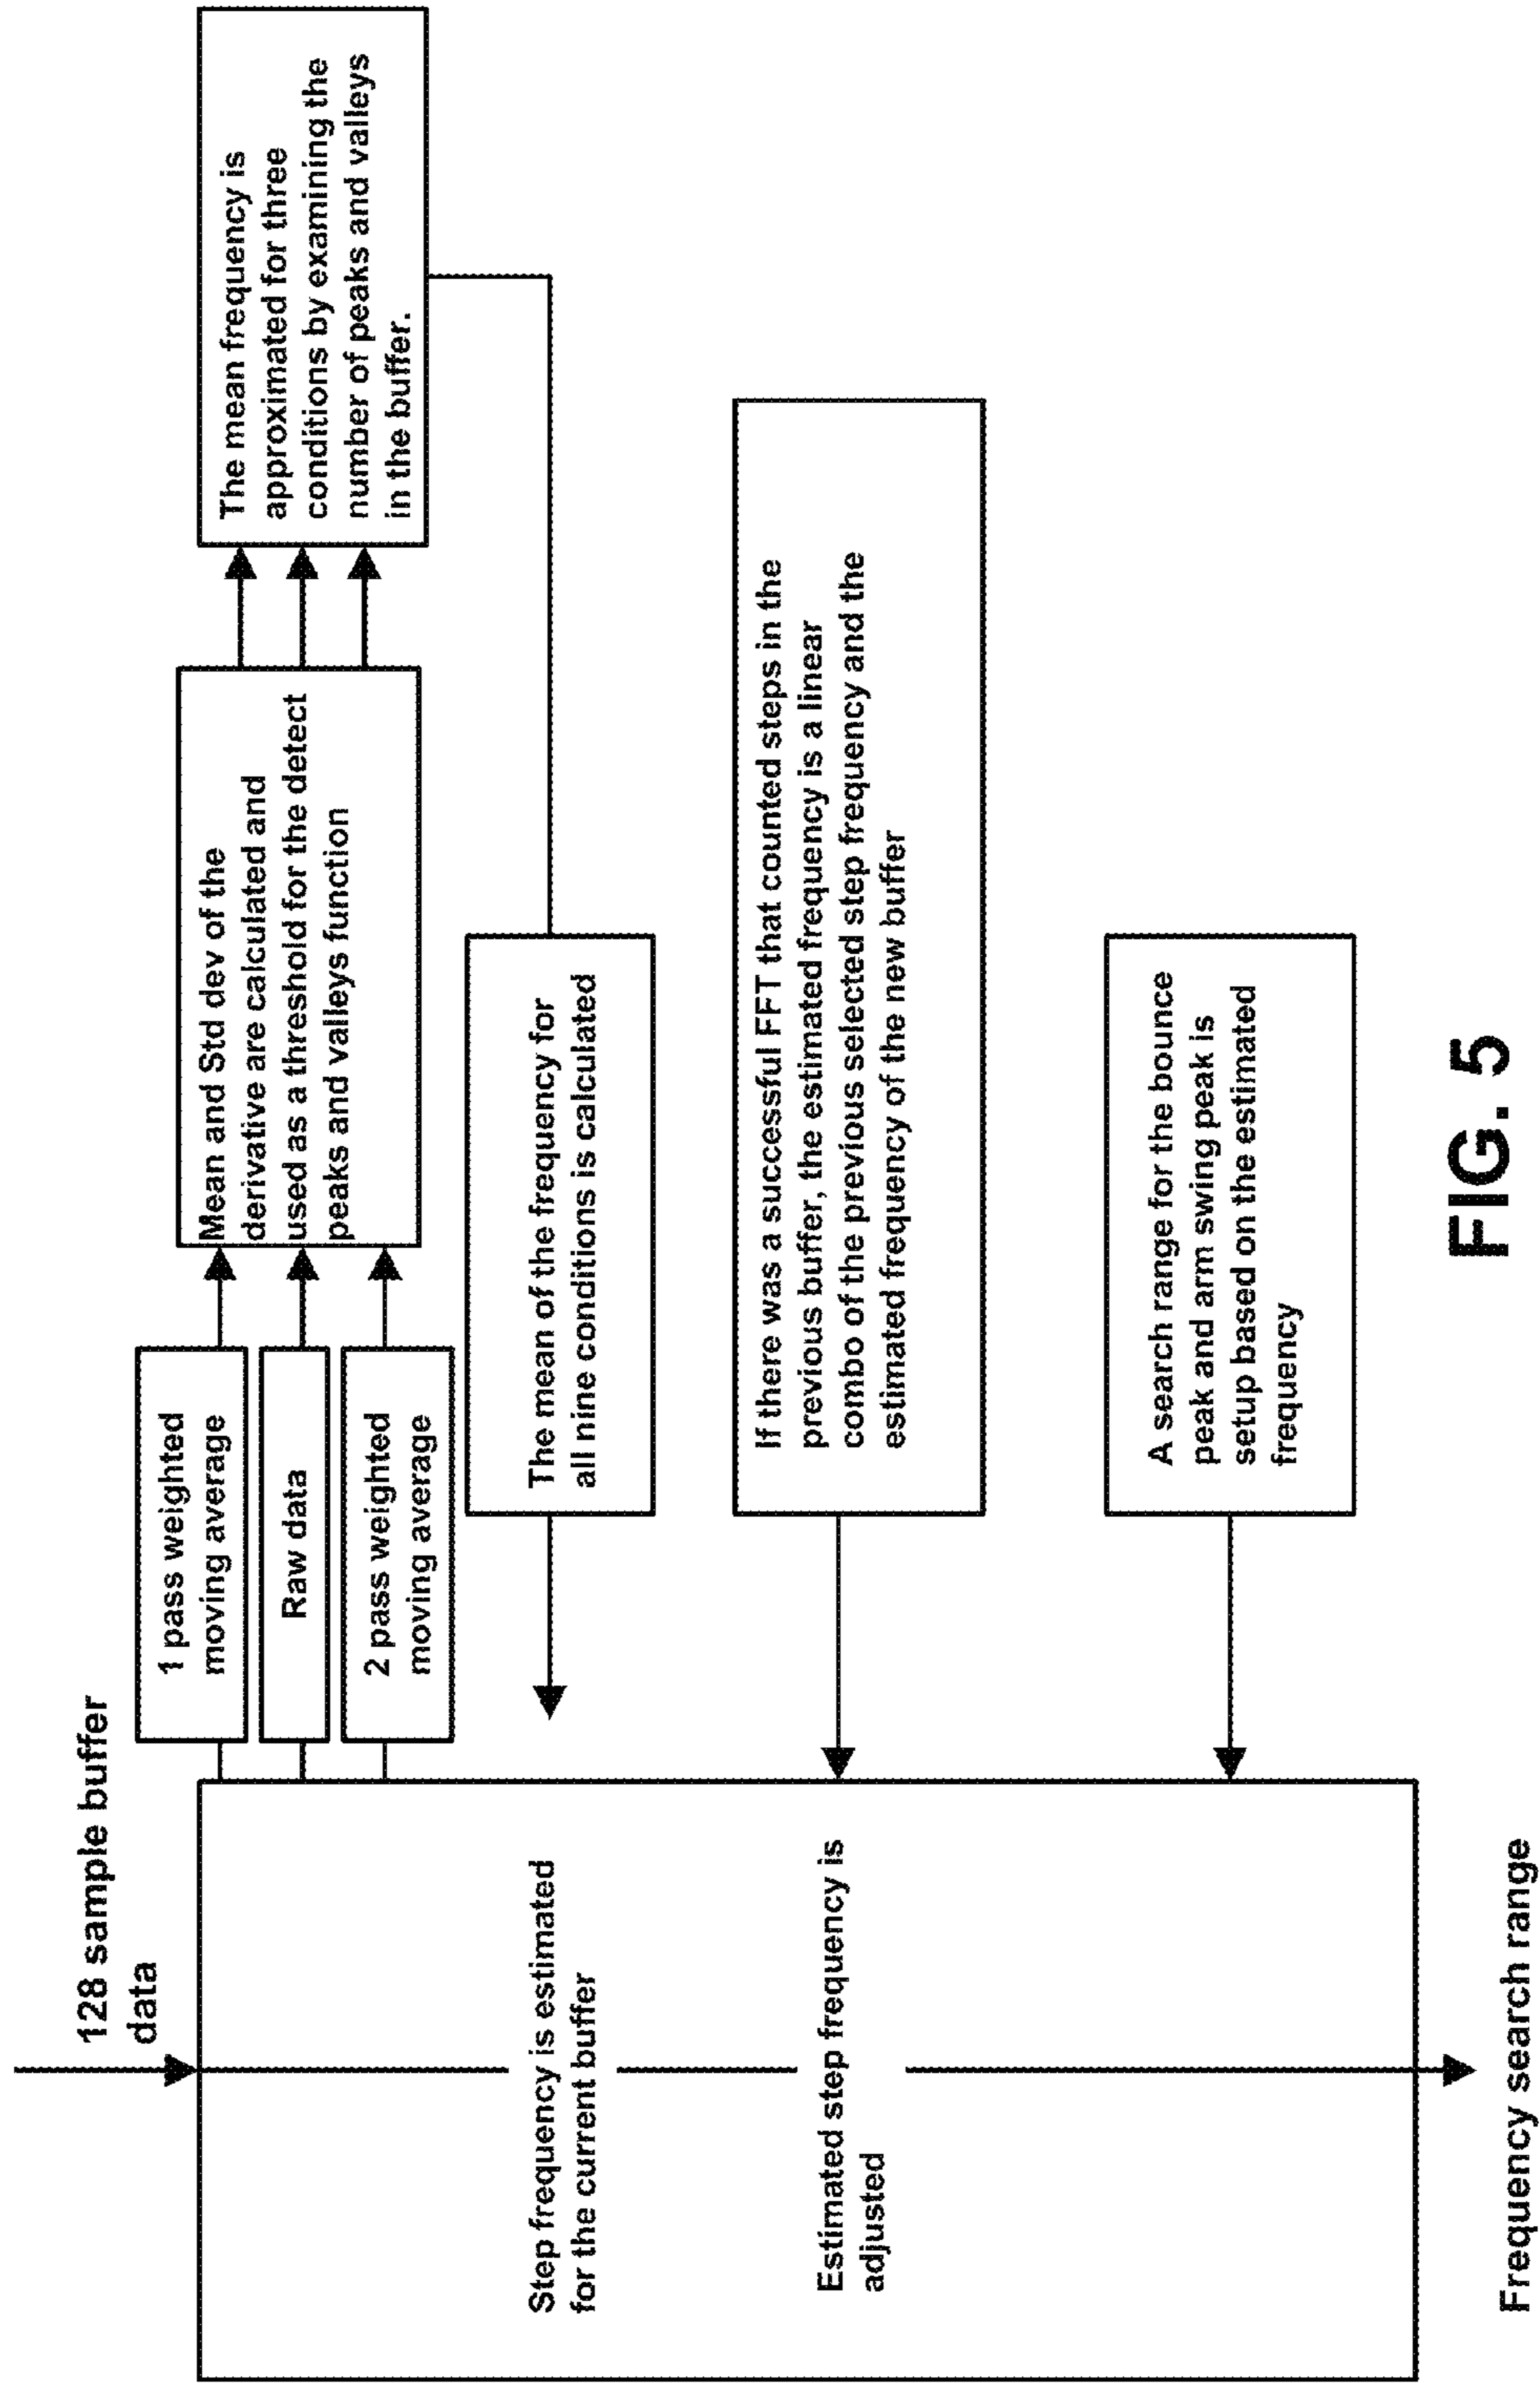 128 sample buffer
data
1 pass weighted
moving average
Raw data
2 pass weighted
moving average
Mean and Std dev of the
derivative are calculated and
used as a threshold for the detect
peaks and valleys function
The mean frequency is
approximated for three
conditions by examining the
number of peaks and valleys
in the buffer.
Step frequency is estimated
for the current buffer
The mean of the frequency for
all nine conditions is calculated
Estimated step frequency is
adjusted
If there was a successful FFT that counted steps in the
previous buffer, the estimated frequency is a linear
combo of the previous selected step frequency and the
estimated frequency of the new buffer
A search range for the bounce
peak and arm swing peak is
setup based on the estimated
frequency
Frequency search range
FIG. 5